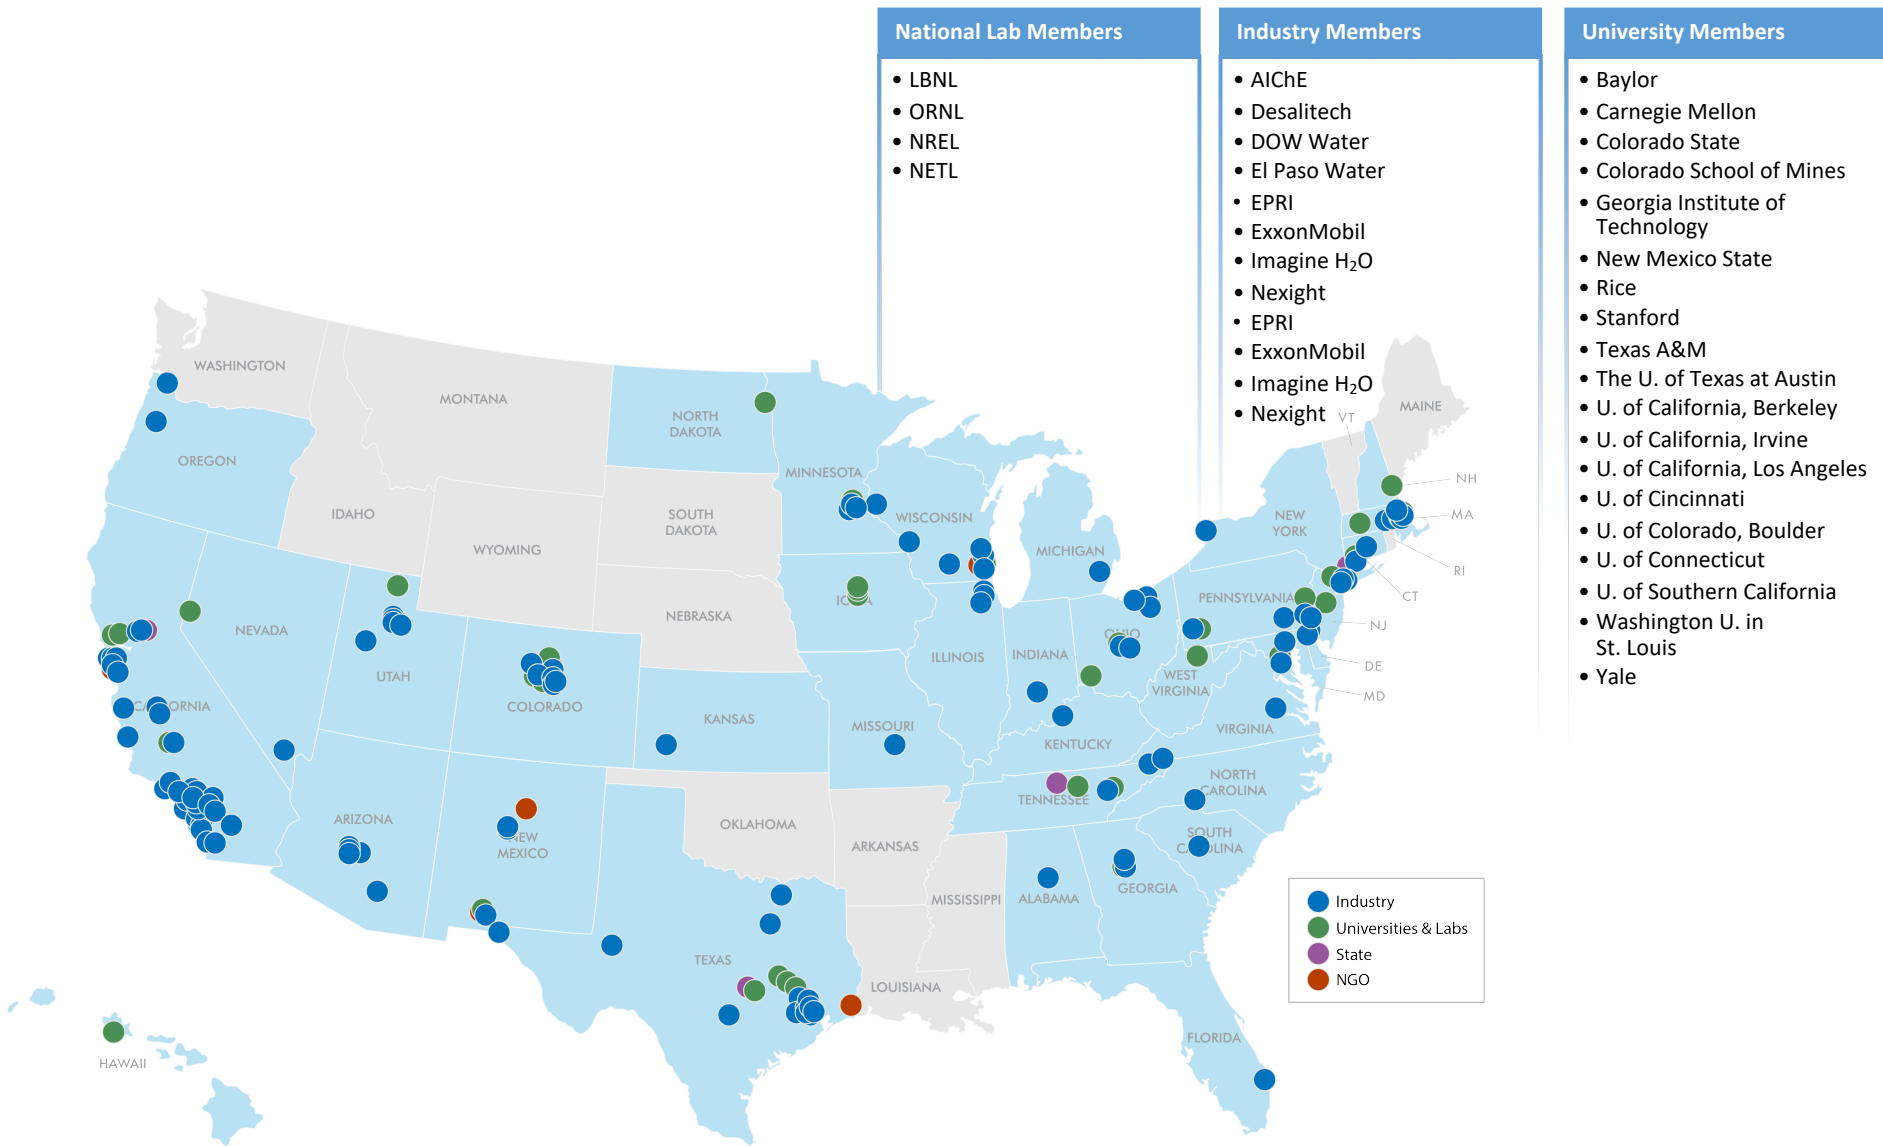 National Lab Members
• LBNL
• ORNL
• NREL
• NETL
Industry Members
• AIChE
• Desalitech
• DOW Water
• El Paso Water
• EPRI
• ExxonMobil
• Imagine H₂O
• Nexight
• EPRI
• ExxonMobil
• Imagine H₂O
• Nexight
University Members
• Baylor
• Carnegie Mellon
• Colorado State
• Colorado School of Mines
• Georgia Institute of
Technology
• New Mexico State
• Rice
• Stanford
• Texas A&M
• The U. of Texas at Austin
• U. of California, Berkeley
• U. of California, Irvine
• U. of California, Los Angeles
• U. of Cincinnati
• U. of Colorado, Boulder
• U. of Connecticut
• U. of Southern California
• Washington U. in
St. Louis
• Yale
WASHINGTON
MONTANA
NORTH
DAKOTA
MINNESOTA
VT
MAINE
OREGON
IDAHO
SOUTH
DAKOTA
WISCONSIN
MICHIGAN
NEW
YORK
NH
MA
RI
CT
WYOMING
NEBRASKA
IOWA
PENNSYLVANIA
NJ
DE
MD
NEVADA
UTAH
COLORADO
CALIFORNIA
KANSAS
MISSOURI
ILLINOIS
INDIANA
OHIO
WEST
VIRGINIA
VIRGINIA
KENTUCKY
TENNESSEE
NORTH
CAROLINA
SOUTH
CAROLINA
ARIZONA
NEW
MEXICO
OKLAHOMA
ARKANSAS
MISSISSIPPI
ALABAMA
GEORGIA
TEXAS
LOUISIANA
FLORIDA
HAWAII
Industry
Universities & Labs
State
NGO